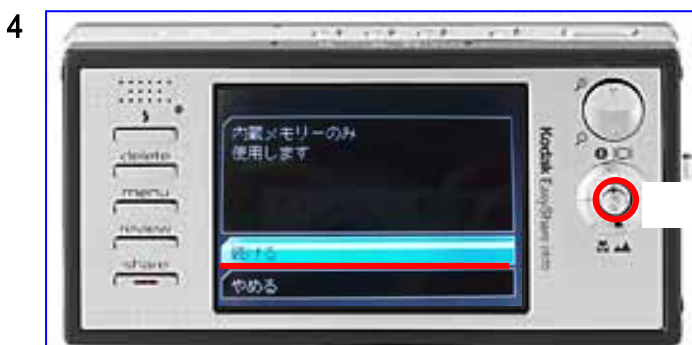 4
delete
menu
review
share
内蔵メモリーのみ
使用します
続ける
やめる
Kodak EasyShare